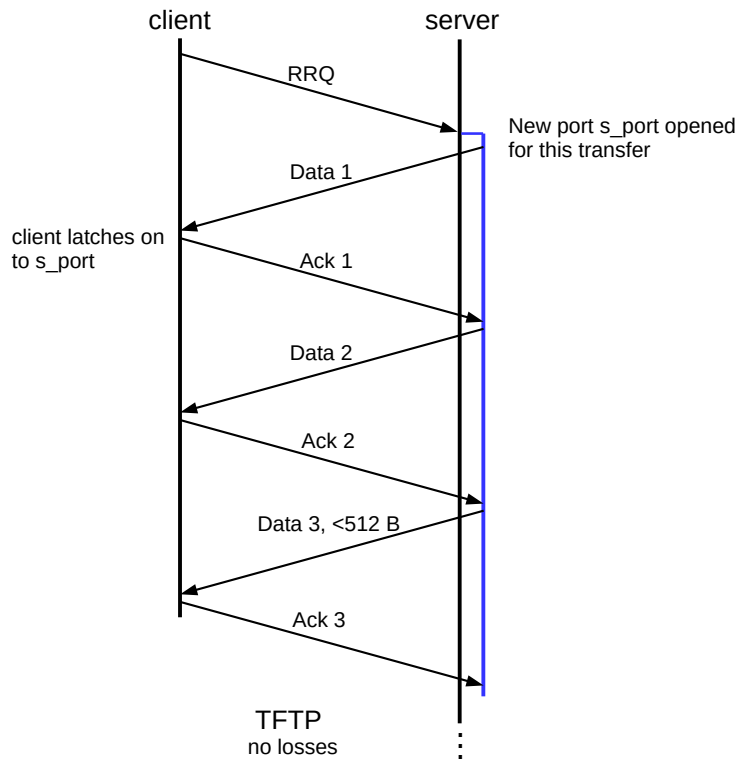 client
server
RRQ
New port s_port opened
for this transfer
Data 1
client latches on
to s_port
Ack 1
Data 2
Ack 2
Data 3, <512 B
Ack 3
TFTP
no losses